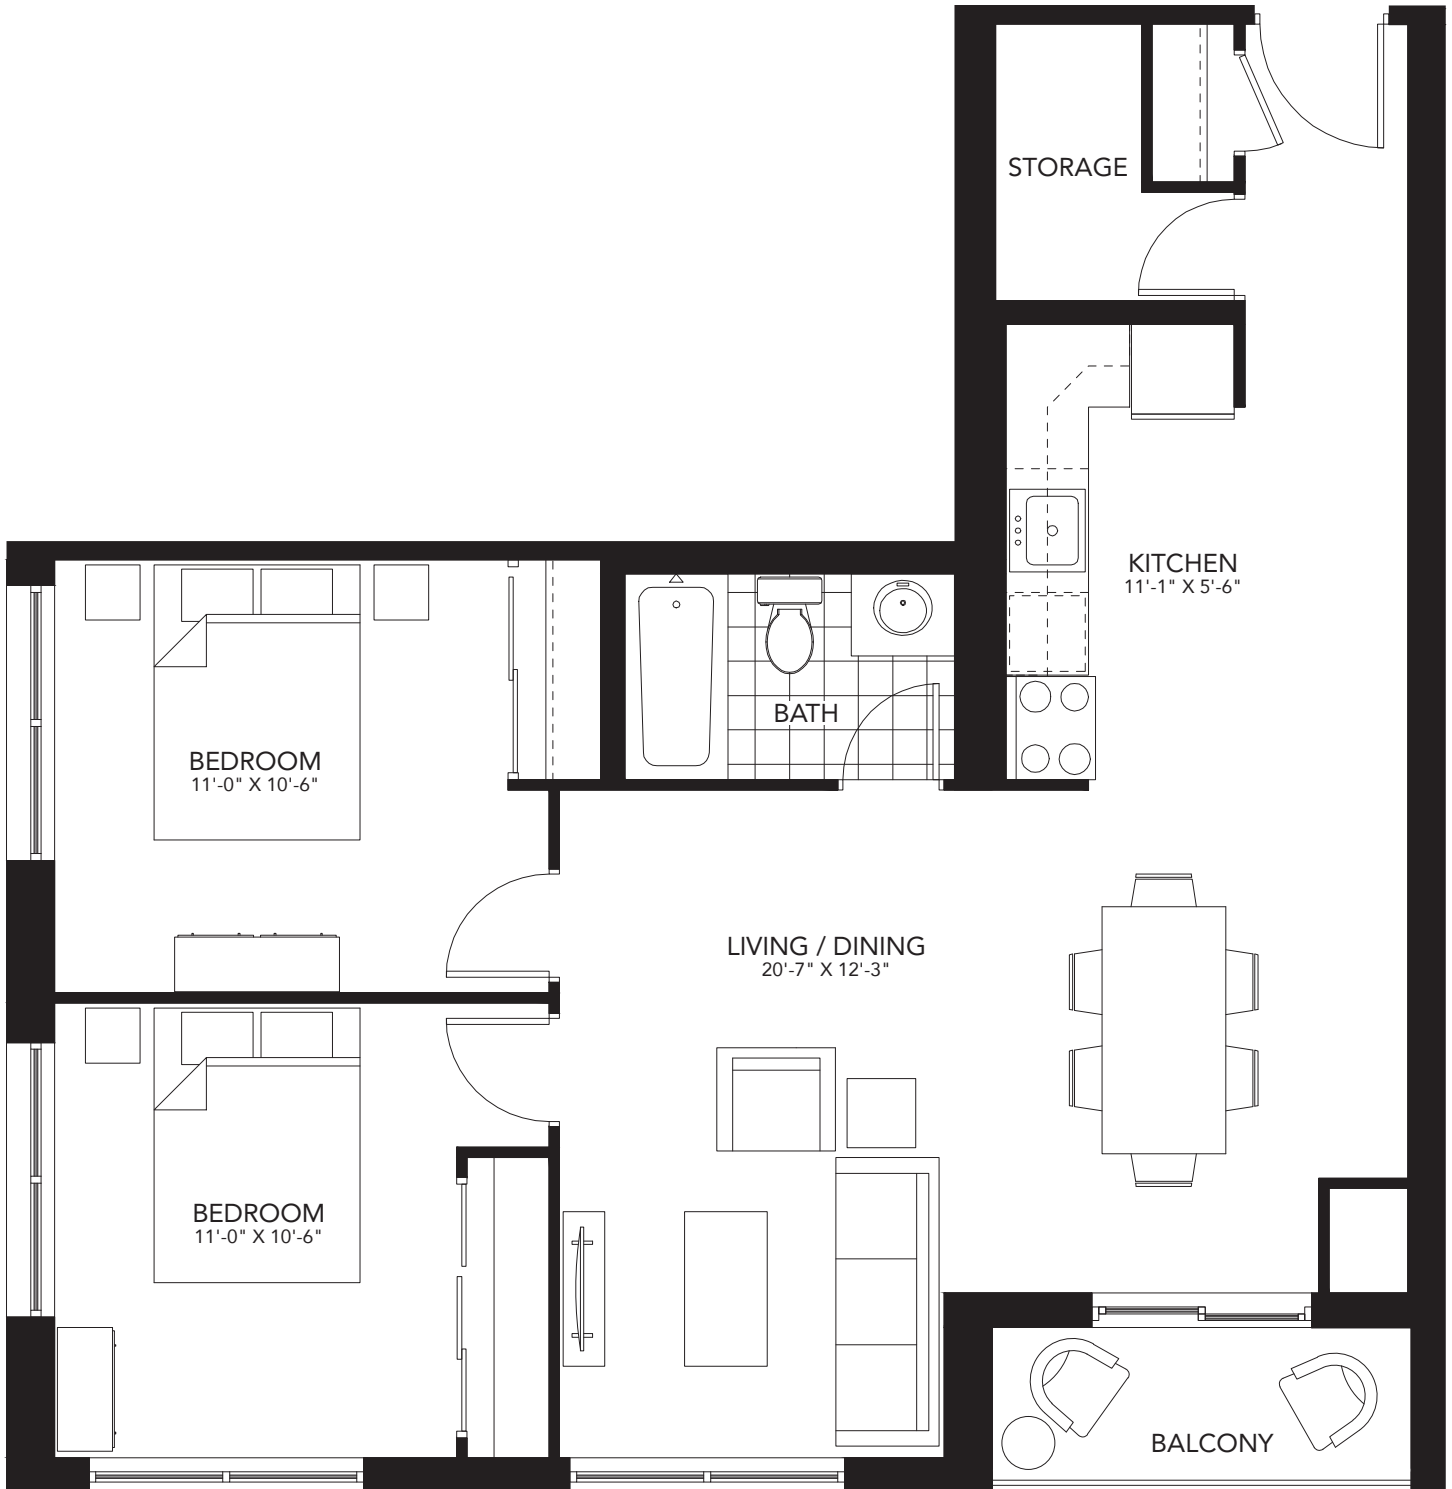 STORAGE
KITCHEN
11'-1" X 5'-6"
BATH
BEDROOM
11'-0" X 10'-6"
LIVING / DINING
20'-7" X 12'-3"
BEDROOM
11'-0" X 10'-6"
BALCONY